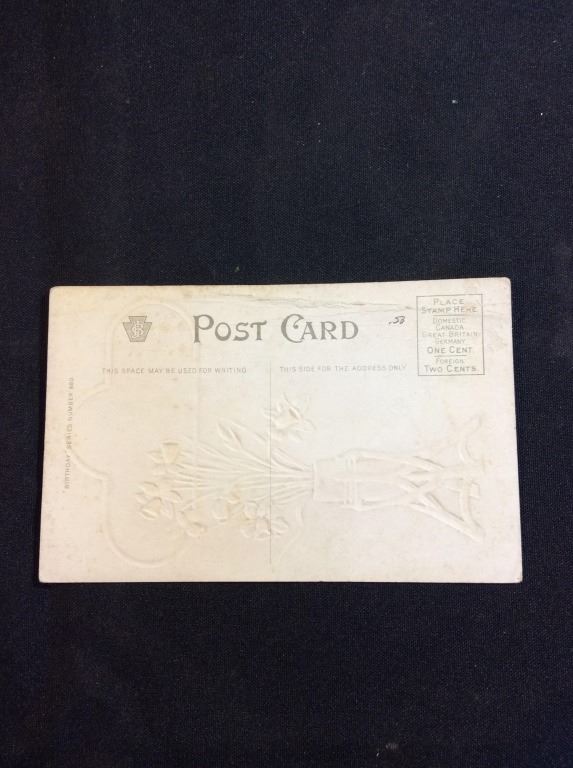 POST CARD
.50
PLACE
STAMP HERE
DOMESTIC
CANADA
GREAT BRITAIN
GERMANY
ONE CENT
FOREIGN
TWO CENTS.
THIS SPACE MAY BE USED FOR WRITING
THIS SIDE FOR THE ADDRESS ONLY
"BIRTHDAY" SERIES NUMBER 600